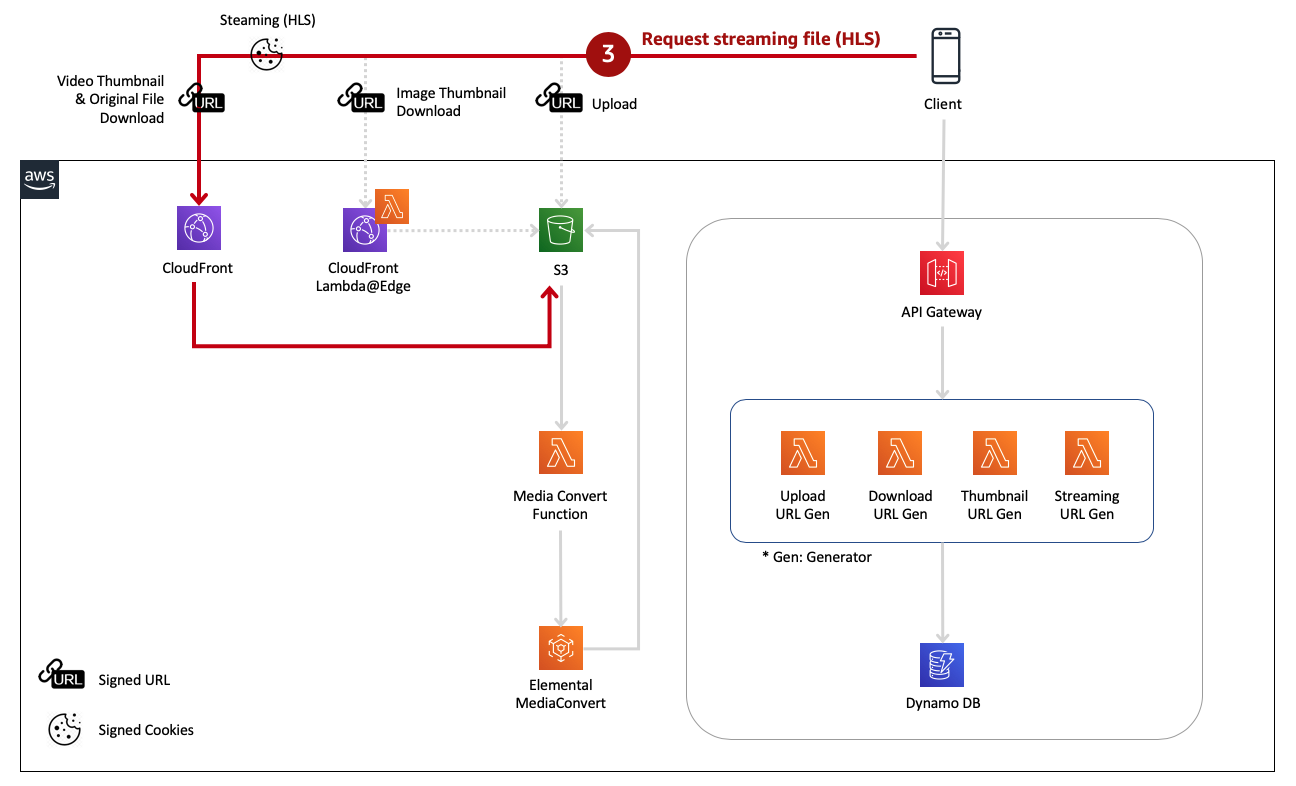 Steaming (HLS)
3
Request streaming file (HLS)
Video Thumbnail
& Original File
Download
URL
URL
Image Thumbnail
Download
URL
Upload
Client
aws
CloudFront
CloudFront
Lambda@Edge
S3
API Gateway
Media Convert
Function
Upload
URL Gen
Download
URL Gen
Thumbnail
URL Gen
Streaming
URL Gen
* Gen: Generator
Elemental
MediaConvert
Dynamo DB
URL
Signed URL
Signed Cookies